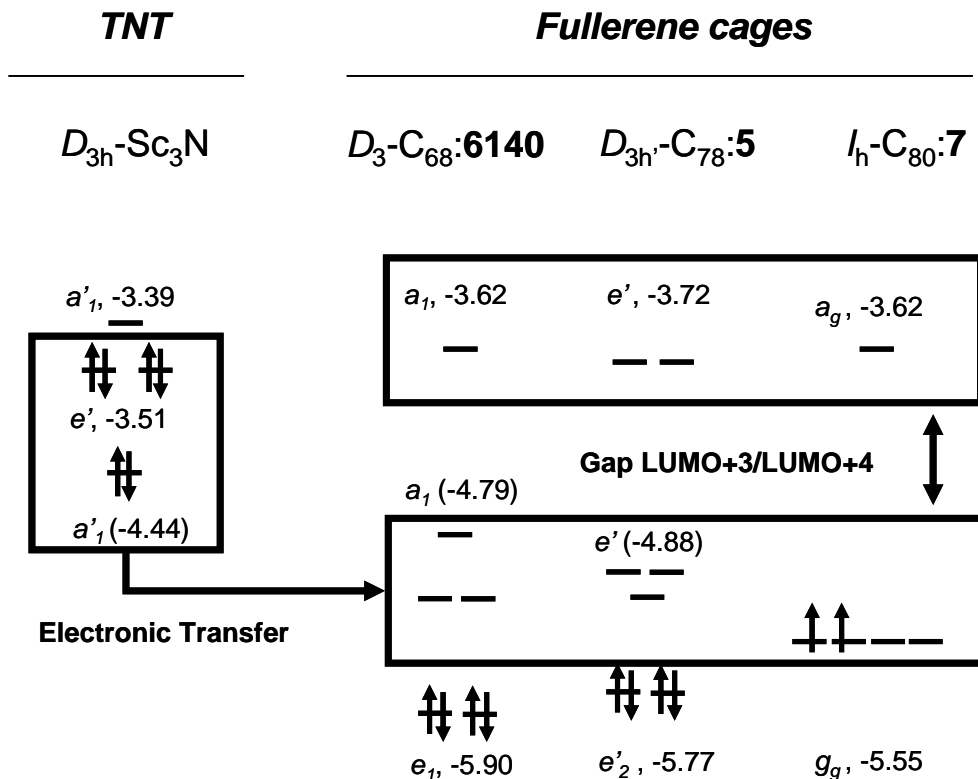 TNT Fullerene cages
D3h-Sc3N D3-C68:6140 D3h'-C78:5 Ih-C80:7
a'1, -3.39 a1, -3.62 e', -3.72 ag, -3.62
e', -3.51
Gap LUMO+3/LUMO+4
a1 (-4.79)
a'1 (-4.44) e' (-4.88)
Electronic Transfer
e1, -5.90 e'2 , -5.77 gg, -5.55